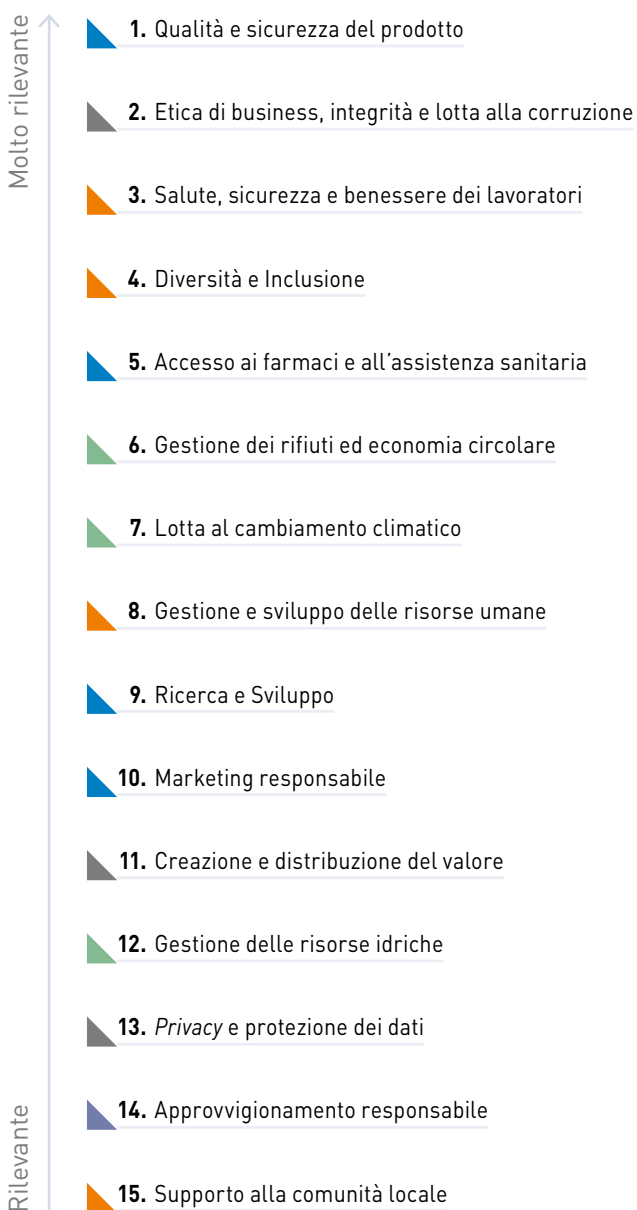 Molto rilevante
1. Qualità e sicurezza del prodotto
2. Etica di business, integrità e lotta alla corruzione
3. Salute, sicurezza e benessere dei lavoratori
4. Diversità e Inclusione
5. Accesso ai farmaci e all'assistenza sanitaria
6. Gestione dei rifiuti ed economia circolare
7. Lotta al cambiamento climatico
8. Gestione e sviluppo delle risorse umane
9. Ricerca e Sviluppo
10. Marketing responsabile
11. Creazione e distribuzione del valore
12. Gestione delle risorse idriche
13. Privacy e protezione dei dati
14. Approvvigionamento responsabile
15. Supporto alla comunità locale
Rilevante